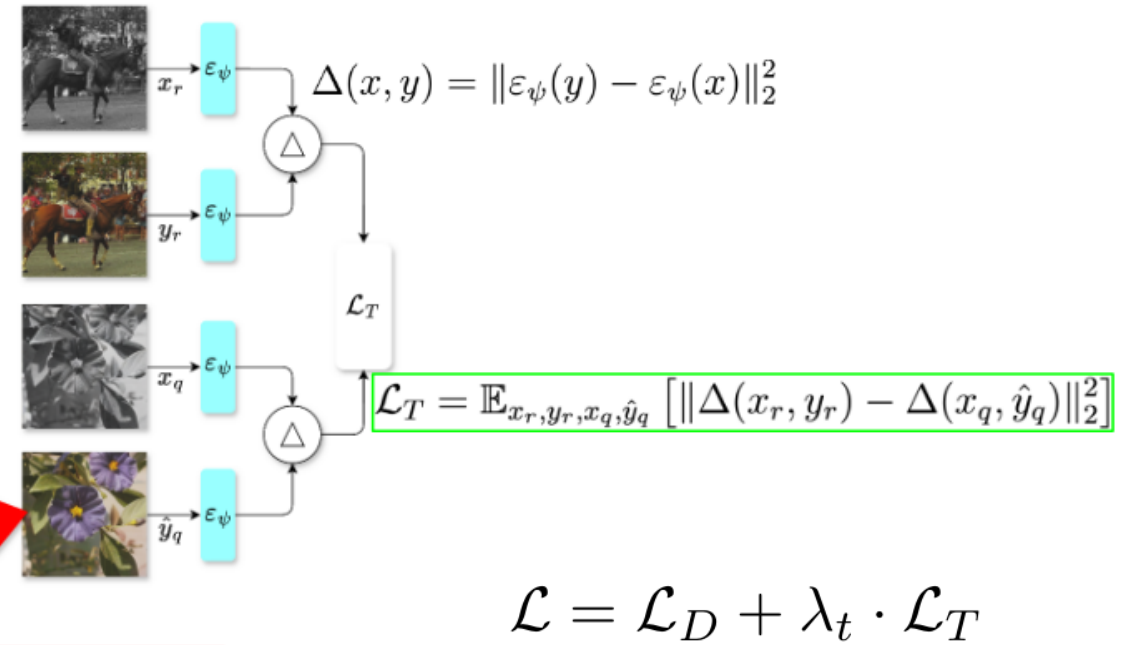 x_r
ε_ψ
Δ(x, y) = ‖ε_ψ(y) − ε_ψ(x)‖₂²
△
y_r
ε_ψ
ℒ_T
x_q
ε_ψ
ℒ_T = 𝔼_{x_r,y_r,x_q,ŷ_q} [‖Δ(x_r, y_r) − Δ(x_q, ŷ_q)‖₂²]
△
ŷ_q
ε_ψ
ℒ = ℒ_D + λ_t · ℒ_T